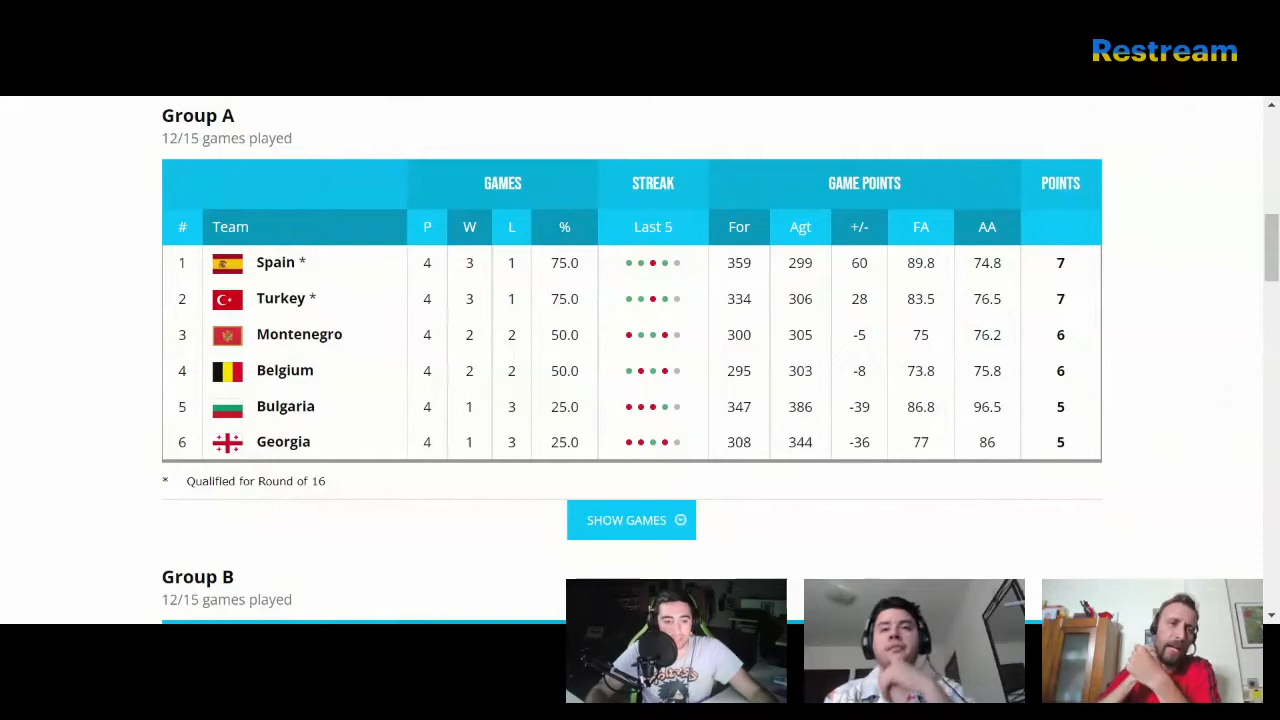 Restream
Group A
12/15 games played
GAMES STREAK GAME POINTS POINTS
# Team P W L % Last 5 For Agt +/- FA AA
1 Spain * 4 3 1 75.0 359 299 60 89.8 74.8 7
2 Turkey * 4 3 1 75.0 334 306 28 83.5 76.5 7
3 Montenegro 4 2 2 50.0 300 305 -5 75 76.2 6
4 Belgium 4 2 2 50.0 295 303 -8 73.8 75.8 6
5 Bulgaria 4 1 3 25.0 347 386 -39 86.8 96.5 5
6 Georgia 4 1 3 25.0 308 344 -36 77 86 5
* Qualified for Round of 16
SHOW GAMES
Group B
12/15 games played